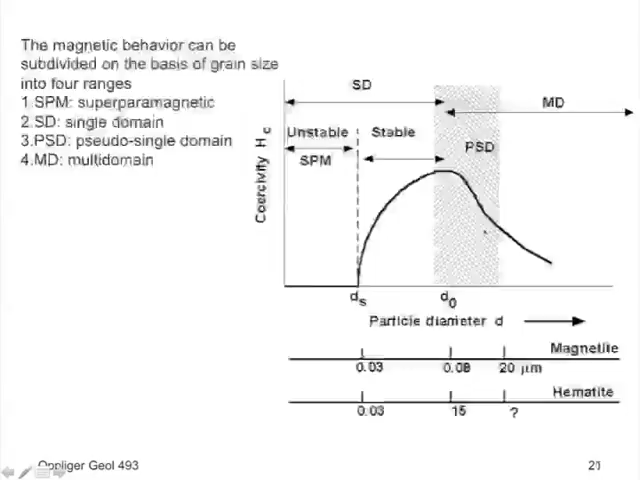 The magnetic behavior can be
subdivided on the basis of grain size
into four ranges
1.SPM: superparamagnetic
2.SD: single domain
3.PSD: pseudo-single domain
4.MD: multidomain
SD
MD
Unstable
Stable
SPM
PSD
Coercivity Hc
ds
d0
Particle diameter d
Magnetite
0.03
0.08
20 μm
Hematite
0.03
15
?
Oppliger Geol 493
21